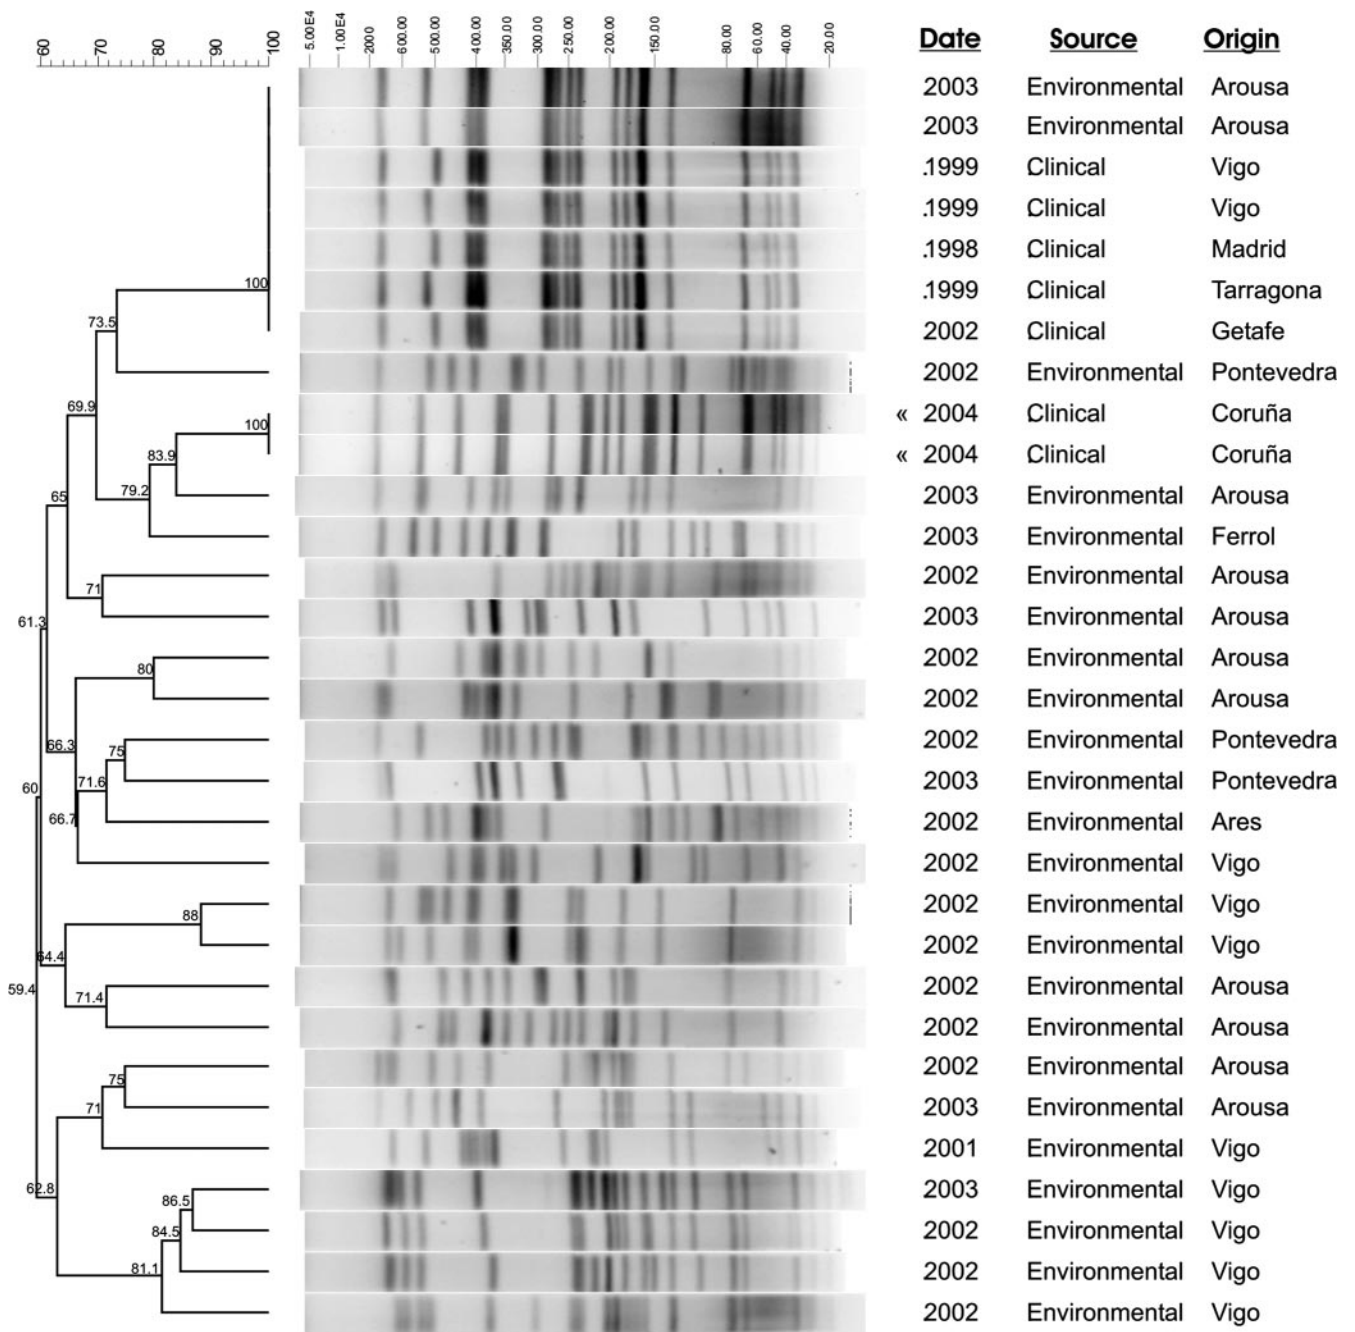 60 70 80 90 100 5.00E4 1.00E4 2000 600.00 500.00 400.00 350.00 300.00 250.00 200.00 150.00 80.00 60.00 40.00 20.00
Date Source Origin
2003 Environmental Arousa
2003 Environmental Arousa
.1999 Clinical Vigo
.1999 Clinical Vigo
.1998 Clinical Madrid
100 .1999 Clinical Tarragona
73.5 2002 Clinical Getafe
2002 Environmental Pontevedra
69.9 « 2004 Clinical Coruña
100
83.9 « 2004 Clinical Coruña
79.2 2003 Environmental Arousa
65
2003 Environmental Ferrol
71 2002 Environmental Arousa
61.3 2003 Environmental Arousa
80 2002 Environmental Arousa
2002 Environmental Arousa
66.3 75 2002 Environmental Pontevedra
60 71.6 2003 Environmental Pontevedra
66.7 2002 Environmental Ares
2002 Environmental Vigo
88 2002 Environmental Vigo
64.4 2002 Environmental Vigo
59.4 71.4 2002 Environmental Arousa
2002 Environmental Arousa
75 2002 Environmental Arousa
71 2003 Environmental Arousa
2001 Environmental Vigo
62.8 86.5 2003 Environmental Vigo
84.5 2002 Environmental Vigo
81.1 2002 Environmental Vigo
2002 Environmental Vigo